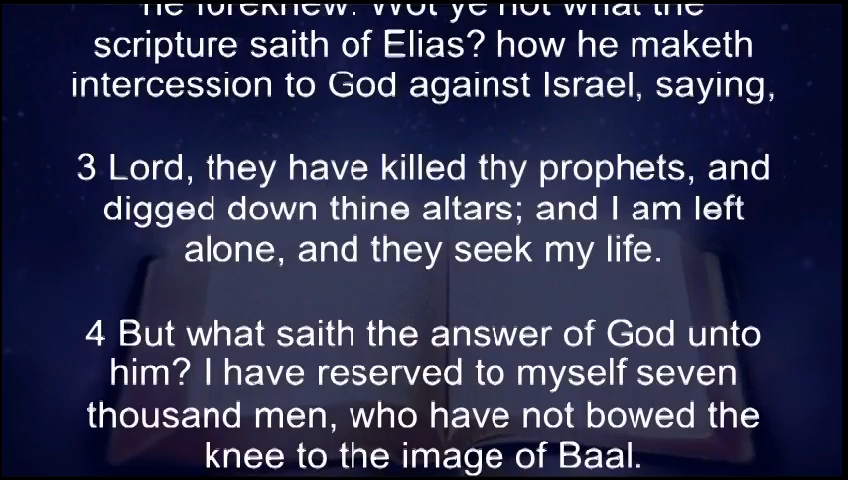 he foreknew. Wot ye not what the
scripture saith of Elias? how he maketh
intercession to God against Israel, saying,
3 Lord, they have killed thy prophets, and
digged down thine altars; and I am left
alone, and they seek my life.
4 But what saith the answer of God unto
him? I have reserved to myself seven
thousand men, who have not bowed the
knee to the image of Baal.